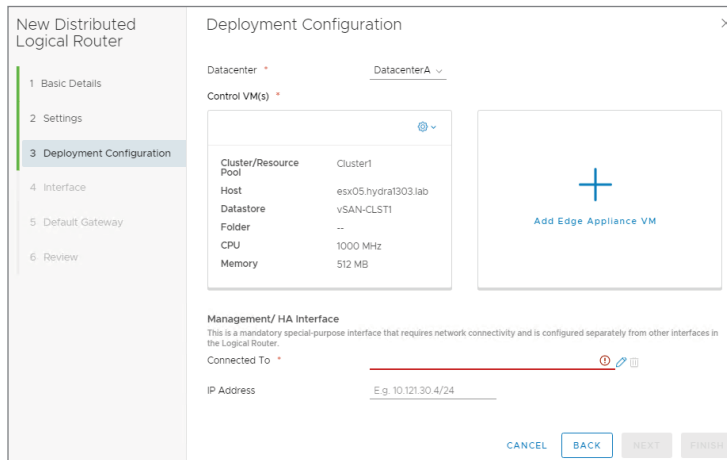 New Distributed
Logical Router
1 Basic Details
2 Settings
3 Deployment Configuration
4 Interface
5 Default Gateway
6 Review
Deployment Configuration
Datacenter * DatacenterA
Control VM(s) *
Cluster/Resource
Pool Cluster1
Host esx05.hydra1303.lab
Datastore vSAN-CLST1
Folder --
CPU 1000 MHz
Memory 512 MB
Add Edge Appliance VM
Management/ HA Interface
This is a mandatory special-purpose interface that requires network connectivity and is configured separately from other interfaces in
the Logical Router.
Connected To *
IP Address E.g. 10.121.30.4/24
CANCEL BACK NEXT FINISH